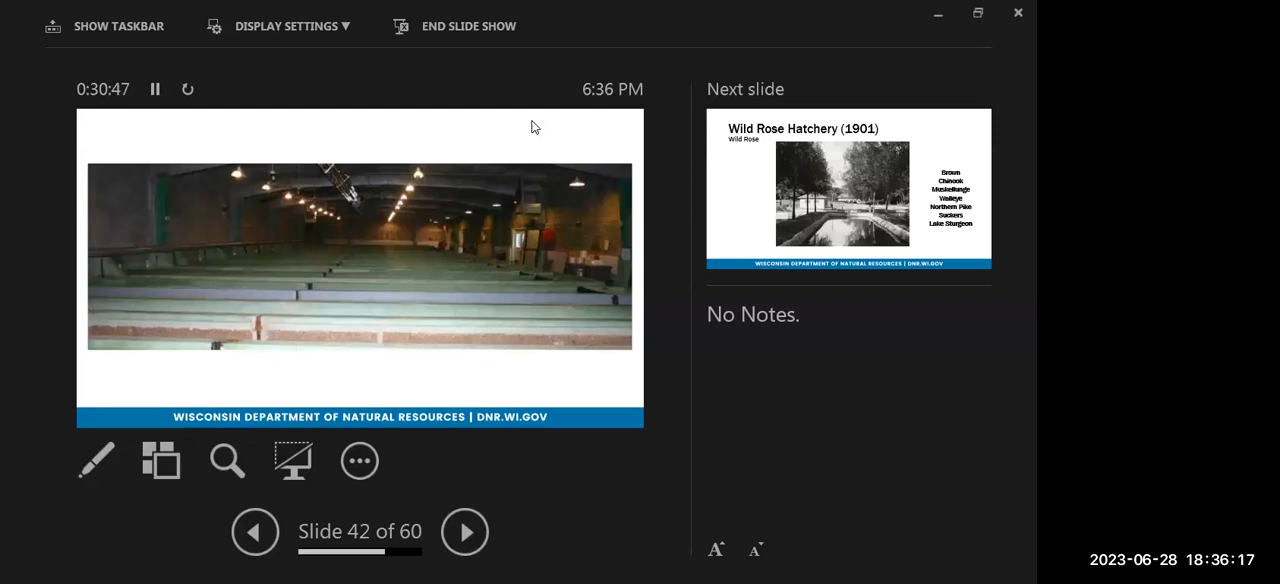 SHOW TASKBAR
DISPLAY SETTINGS ▼
END SLIDE SHOW
0:30:47
6:36 PM
WISCONSIN DEPARTMENT OF NATURAL RESOURCES | DNR.WI.GOV
Slide 42 of 60
Next slide
Wild Rose Hatchery (1901)
Wild Rose
Brown
Chinook
Muskellunge
Walleye
Northern Pike
Suckers
Lake Sturgeon
WISCONSIN DEPARTMENT OF NATURAL RESOURCES | DNR.WI.GOV
No Notes.
A A
2023-06-28 18:36:17